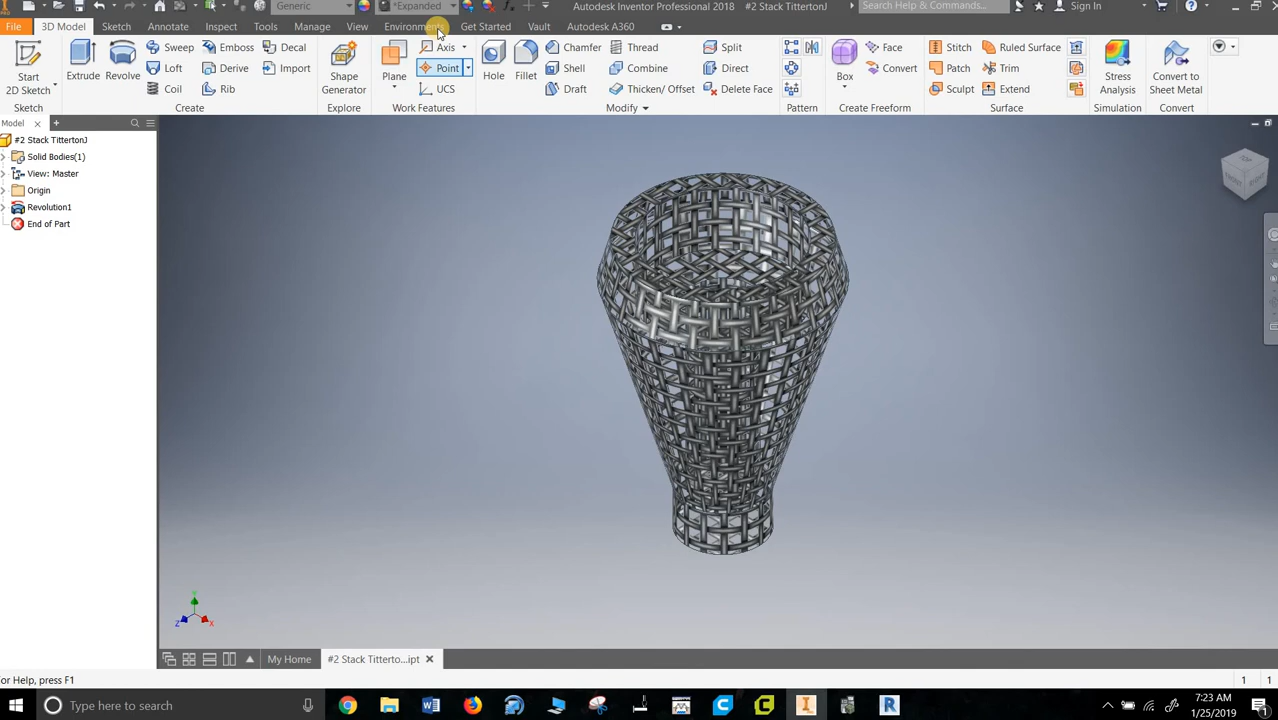 Generic
*Expanded
Autodesk Inventor Professional 2018
#2 Stack TittertonJ
Search Help & Commands...
Sign In
File
3D Model
Sketch
Annotate
Inspect
Tools
Manage
View
Environments
Get Started
Vault
Autodesk A360
Start
2D Sketch
Extrude
Revolve
Sweep
Loft
Coil
Emboss
Derive
Rib
Decal
Import
Shape
Generator
Plane
Axis
Point
UCS
Hole
Fillet
Chamfer
Shell
Draft
Thread
Combine
Thicken/ Offset
Split
Direct
Delete Face
Box
Face
Convert
Stitch
Patch
Sculpt
Ruled Surface
Trim
Extend
Stress
Analysis
Convert to
Sheet Metal
Sketch
Create
Explore
Work Features
Modify
Pattern
Create Freeform
Surface
Simulation
Convert
Model
#2 Stack TittertonJ
Solid Bodies(1)
View: Master
Origin
Revolution1
End of Part
TOP
FRONT
RIGHT
Y
Z
X
My Home
#2 Stack Titterto...ipt
For Help, press F1
1
1
Type here to search
7:23 AM
1/25/2019